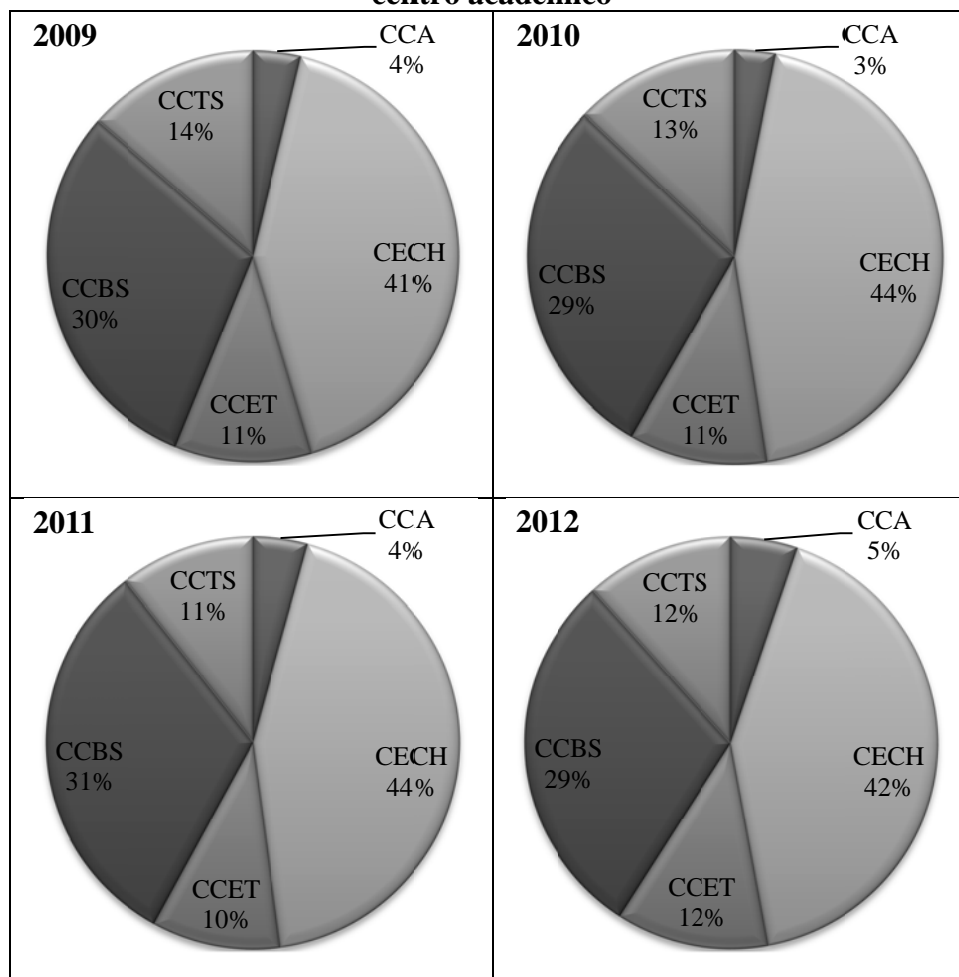 centro acadêmico
2009
CCA
4%
CCTS
14%
CECH
41%
CCBS
30%
CCET
11%
2010
CCA
3%
CCTS
13%
CECH
44%
CCBS
29%
CCET
11%
2011
CCA
4%
CCTS
11%
CECH
44%
CCBS
31%
CCET
10%
2012
CCA
5%
CCTS
12%
CECH
42%
CCBS
29%
CCET
12%